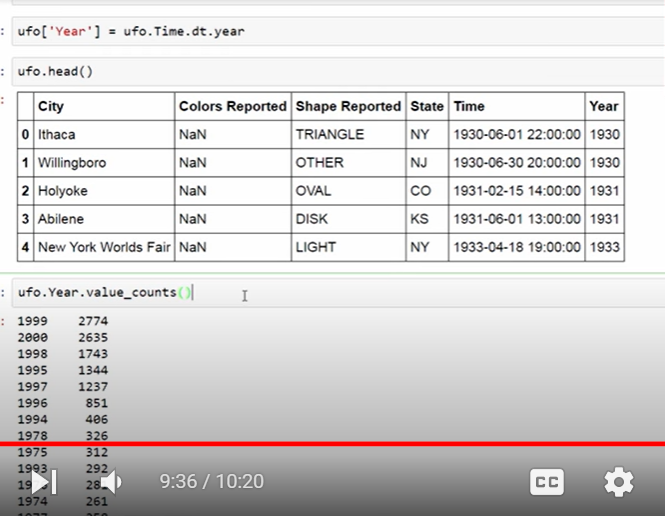 : ufo['Year'] = ufo.Time.dt.year
: ufo.head()
:
City Colors Reported Shape Reported State Time Year
0 Ithaca NaN TRIANGLE NY 1930-06-01 22:00:00 1930
1 Willingboro NaN OTHER NJ 1930-06-30 20:00:00 1930
2 Holyoke NaN OVAL CO 1931-02-15 14:00:00 1931
3 Abilene NaN DISK KS 1931-06-01 13:00:00 1931
4 New York Worlds Fair NaN LIGHT NY 1933-04-18 19:00:00 1933
: ufo.Year.value_counts()
: 1999 2774
2000 2635
1998 1743
1995 1344
1997 1237
1996 851
1994 406
1978 326
1975 312
1993 292
9:36 / 10:20 CC
1974 261